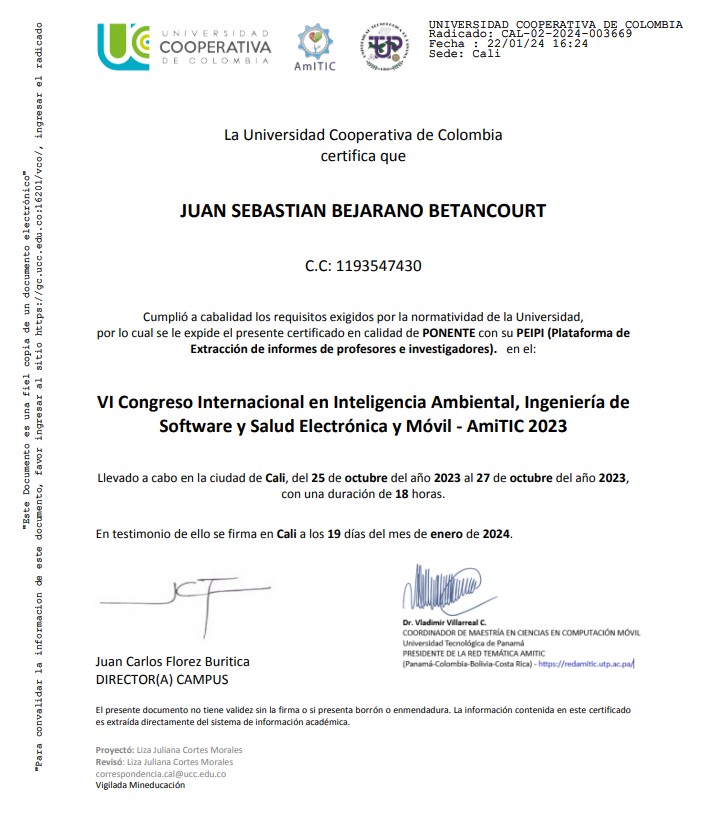 UNIVERSIDAD
COOPERATIVA
DE COLOMBIA
AmITIC
UNIVERSIDAD COOPERATIVA DE COLOMBIA
Radicado: CAL-02-2024-003669
Fecha : 22/01/24 16:24
Sede: Cali
La Universidad Cooperativa de Colombia
certifica que
JUAN SEBASTIAN BEJARANO BETANCOURT
C.C: 1193547430
Cumplió a cabalidad los requisitos exigidos por la normatividad de la Universidad,
por lo cual se le expide el presente certificado en calidad de PONENTE con su PEIPI (Plataforma de
Extracción de informes de profesores e investigadores). en el:
VI Congreso Internacional en Inteligencia Ambiental, Ingeniería de
Software y Salud Electrónica y Móvil - AmiTIC 2023
Llevado a cabo en la ciudad de Cali, del 25 de octubre del año 2023 al 27 de octubre del año 2023,
con una duración de 18 horas.
En testimonio de ello se firma en Cali a los 19 días del mes de enero de 2024.
Juan Carlos Florez Buritica
DIRECTOR(A) CAMPUS
Dr. Vladimir Villarreal C.
COORDINADOR DE MAESTRÍA EN CIENCIAS EN COMPUTACIÓN MÓVIL
Universidad Tecnológica de Panamá
PRESIDENTE DE LA RED TEMÁTICA AMITIC
(Panamá-Colombia-Bolivia-Costa Rica) - https://redamitic.utp.ac.pa/
El presente documento no tiene validez sin la firma o si presenta borrón o enmendadura. La información contenida en este certificado
es extraída directamente del sistema de información académica.
Proyectó: Liza Juliana Cortes Morales
Revisó: Liza Juliana Cortes Morales
correspondencia.cal@ucc.edu.co
Vigilada Mineducación
"Este Documento es una fiel copia de un documento electrónico"
"Para convalidar la informacion de este documento, favor ingresar al sitio https://gc.ucc.edu.co:16201/vco/, ingresar el radicado